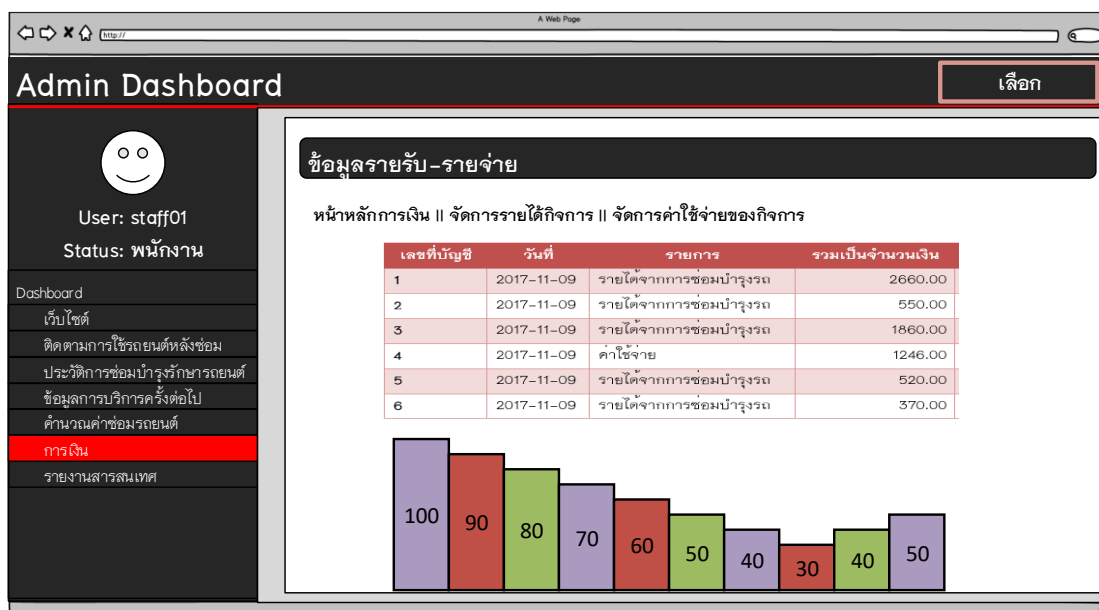 A Web Page
http://
Admin Dashboard
เลือก
User: staff01
Status: พนักงาน
Dashboard
เว็บไซต์
ติดตามการใช้รถยนต์หลังซ่อม
ประวัติการซ่อมบำรุงรักษารถยนต์
ข้อมูลการบริการครั้งต่อไป
คำนวณค่าซ่อมรถยนต์
การเงิน
รายงานสารสนเทศ
ข้อมูลรายรับ-รายจ่าย
หน้าหลักการเงิน || จัดการรายได้กิจการ || จัดการค่าใช้จ่ายของกิจการ
เลขที่บัญชี วันที่ รายการ รวมเป็นจำนวนเงิน
1 2017-11-09 รายได้จากการซ่อมบำรุงรถ 2660.00
2 2017-11-09 รายได้จากการซ่อมบำรุงรถ 550.00
3 2017-11-09 รายได้จากการซ่อมบำรุงรถ 1860.00
4 2017-11-09 ค่าใช้จ่าย 1246.00
5 2017-11-09 รายได้จากการซ่อมบำรุงรถ 520.00
6 2017-11-09 รายได้จากการซ่อมบำรุงรถ 370.00
100 90 80 70 60 50 40 30 40 50